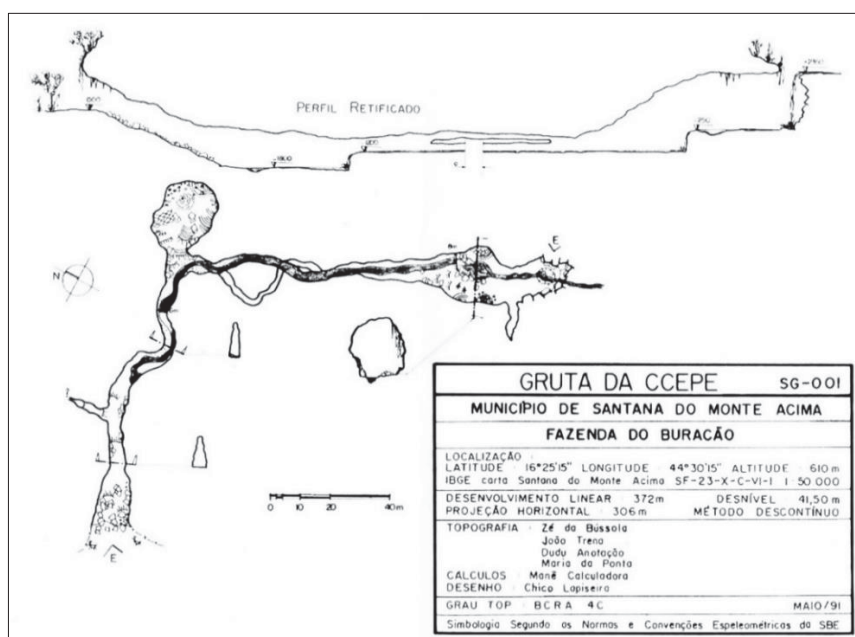 PERFIL RETIFICADO
N
E
E
0 10 20 40m
GRUTA DA CCEPE SG-001
MUNICÍPIO DE SANTANA DO MONTE ACIMA
FAZENDA DO BURACÃO
LOCALIZAÇÃO :
LATITUDE : 16°25'15" LONGITUDE : 44°30'15" ALTITUDE : 610 m
IBGE carta Santana do Monte Acima SF-23-X-C-VI-I 1:50 000
DESENVOLVIMENTO LINEAR : 372m DESNÍVEL : 41,50 m
PROJEÇÃO HORIZONTAL : 306 m MÉTODO DESCONTÍNUO
TOPOGRAFIA : Zé da Bússola
João Trena
Dudu Anotação
Maria da Ponta
CALCULOS : Mané Calculadora
DESENHO : Chico Lapiseira
GRAU TOP : BCRA 4C MAIO/91
Simbologia Segundo as Normas e Convenções Espeleométricas da SBE